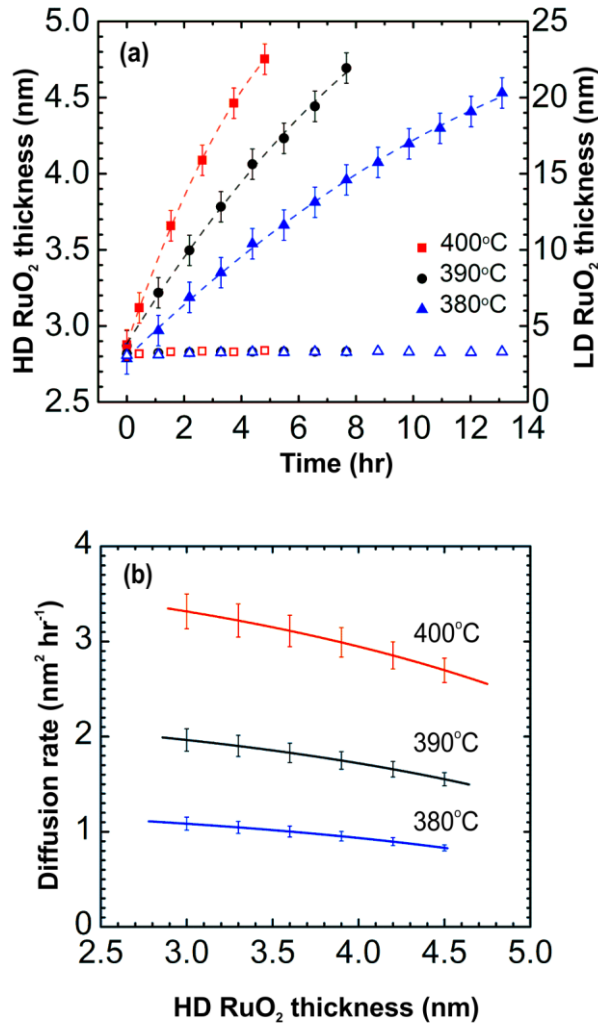 (a)
HD RuO₂ thickness (nm)
5.0
4.5
4.0
3.5
3.0
2.5
LD RuO₂ thickness (nm)
25
20
15
10
5
0
400°C
390°C
380°C
0 2 4 6 8 10 12 14
Time (hr)
(b)
Diffusion rate (nm² hr⁻¹)
4
3
2
1
0
400°C
390°C
380°C
2.5 3.0 3.5 4.0 4.5 5.0
HD RuO₂ thickness (nm)